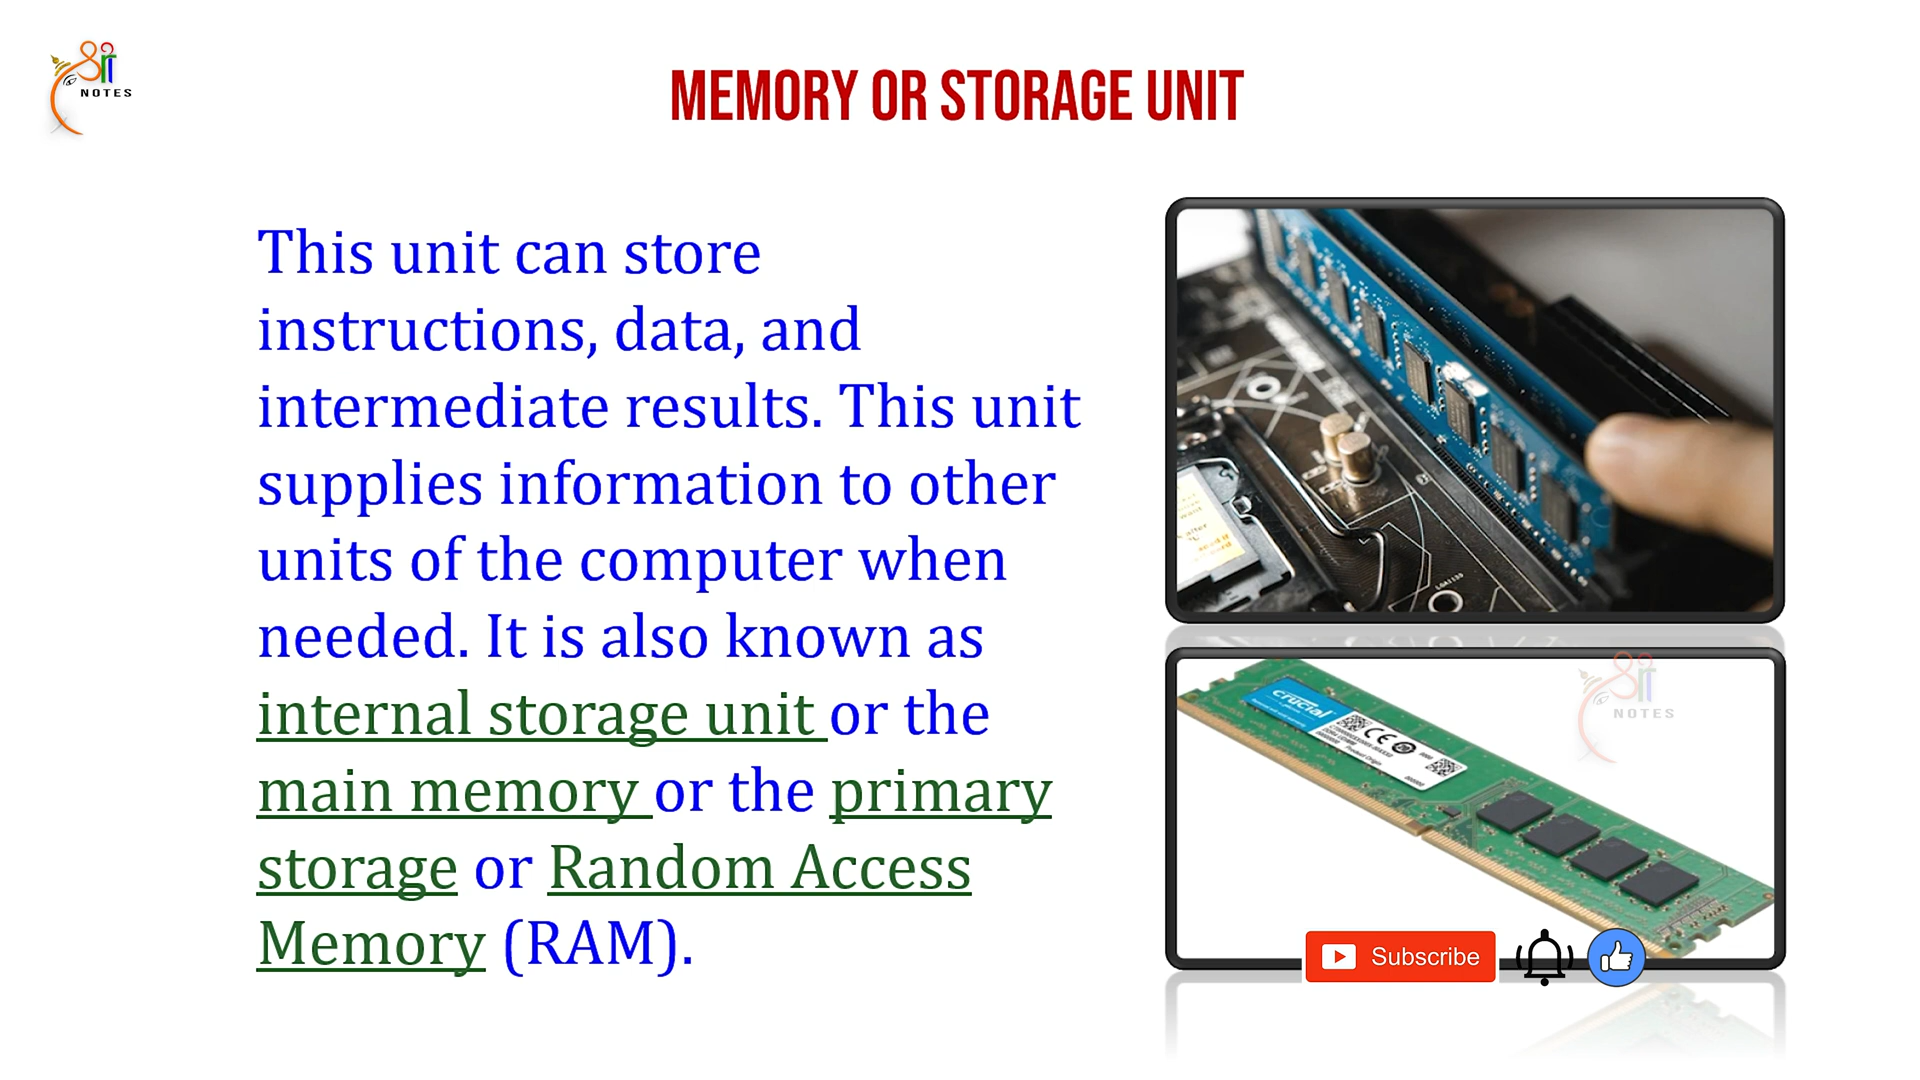 NOTES
MEMORY OR STORAGE UNIT
This unit can store
instructions, data, and
intermediate results. This unit
supplies information to other
units of the computer when
needed. It is also known as
internal storage unit or the
main memory or the primary
storage or Random Access
Memory (RAM).
LGA1155
crucial
CE
NOTES
Subscribe